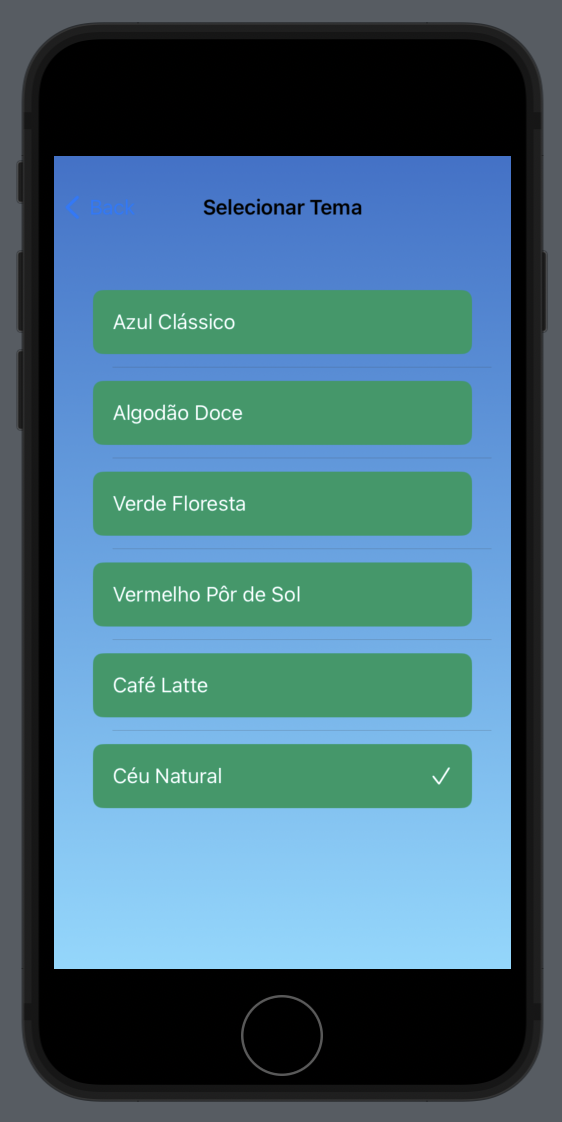 Back
Selecionar Tema
Azul Clássico
Algodão Doce
Verde Floresta
Vermelho Pôr de Sol
Café Latte
Céu Natural